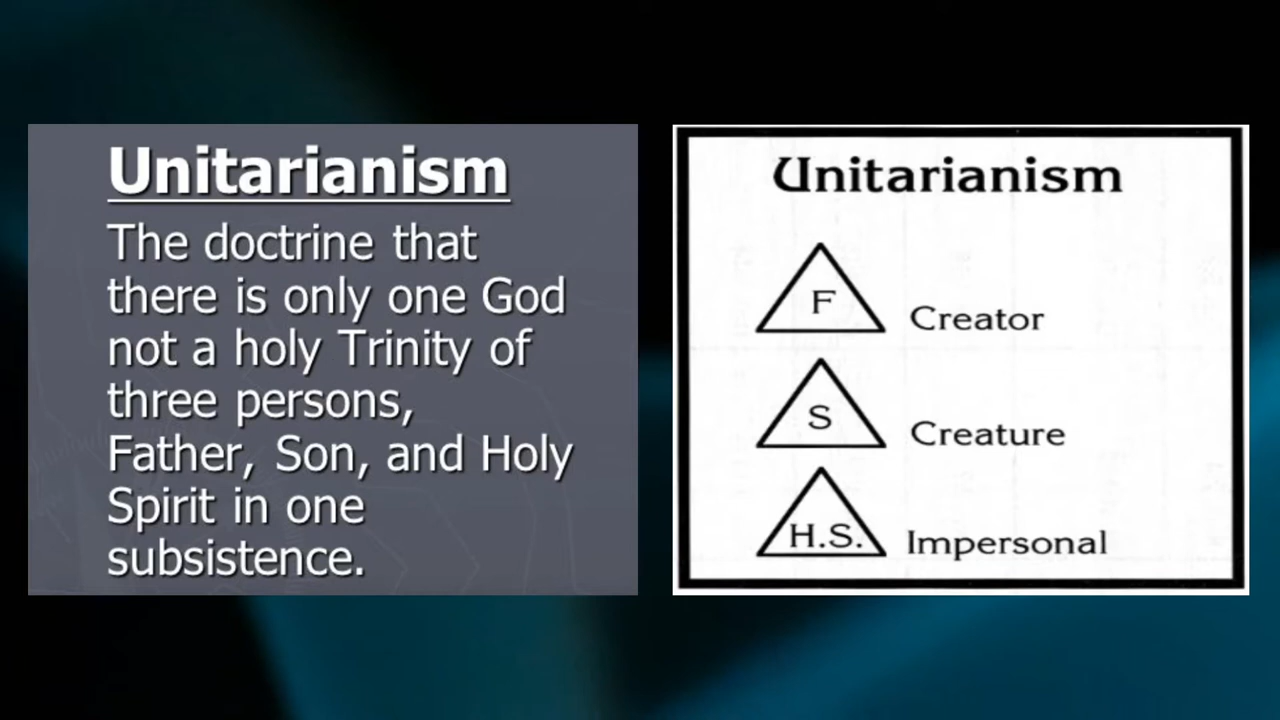 Unitarianism
The doctrine that
there is only one God
not a holy Trinity of
three persons,
Father, Son, and Holy
Spirit in one
subsistence.
Unitarianism
F Creator
S Creature
H.S. Impersonal